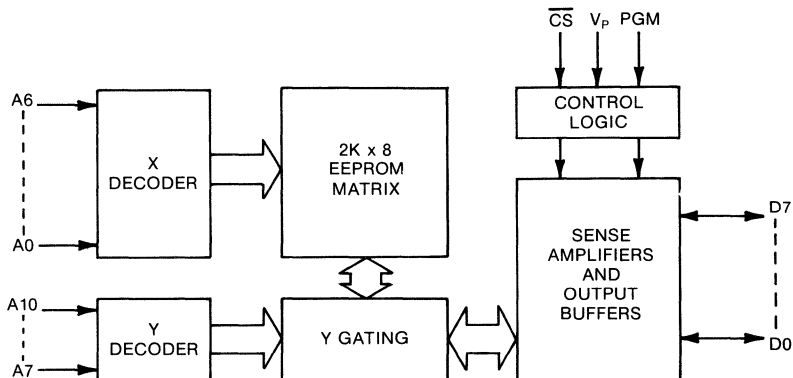 CS VP PGM
CONTROL
LOGIC
A6
A0
X
DECODER
2K x 8
EEPROM
MATRIX
SENSE
AMPLIFIERS
AND
OUTPUT
BUFFERS
D7
D0
A10
A7
Y
DECODER
Y GATING